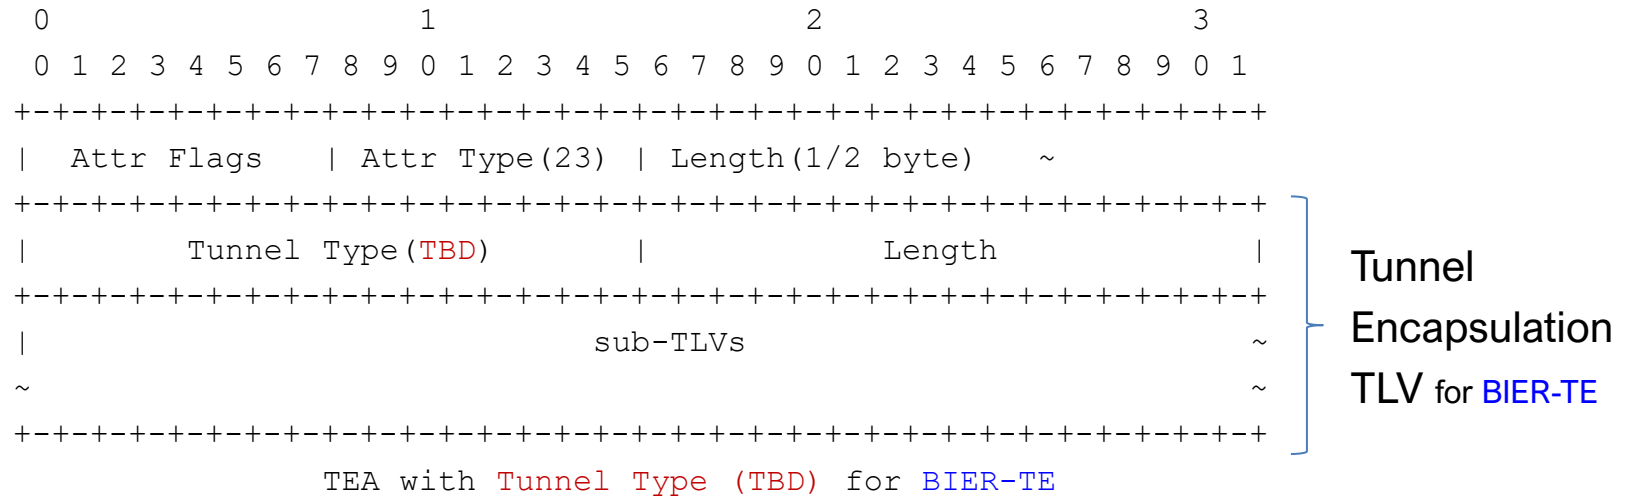 0                   1                   2                   3
 0 1 2 3 4 5 6 7 8 9 0 1 2 3 4 5 6 7 8 9 0 1 2 3 4 5 6 7 8 9 0 1
+-+-+-+-+-+-+-+-+-+-+-+-+-+-+-+-+-+-+-+-+-+-+-+-+-+-+-+-+-+-+-+-+
|  Attr Flags   | Attr Type(23) | Length(1/2 byte)   ~
+-+-+-+-+-+-+-+-+-+-+-+-+-+-+-+-+-+-+-+-+-+-+-+-+-+-+-+-+-+-+-+-+
|        Tunnel Type(TBD)       |            Length             |
+-+-+-+-+-+-+-+-+-+-+-+-+-+-+-+-+-+-+-+-+-+-+-+-+-+-+-+-+-+-+-+-+
|                             sub-TLVs                          ~
~                                                               ~
+-+-+-+-+-+-+-+-+-+-+-+-+-+-+-+-+-+-+-+-+-+-+-+-+-+-+-+-+-+-+-+-+
TEA with Tunnel Type (TBD) for BIER-TE
Tunnel
Encapsulation
TLV for BIER-TE